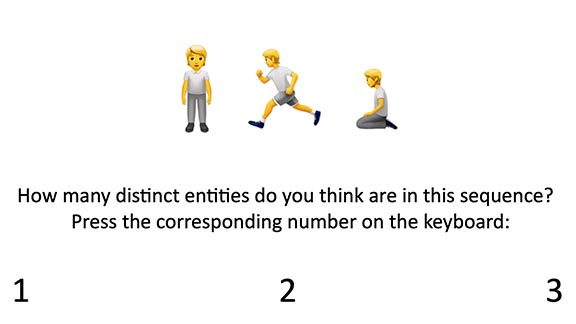 How many distinct entities do you think are in this sequence?
Press the corresponding number on the keyboard:
1 2 3